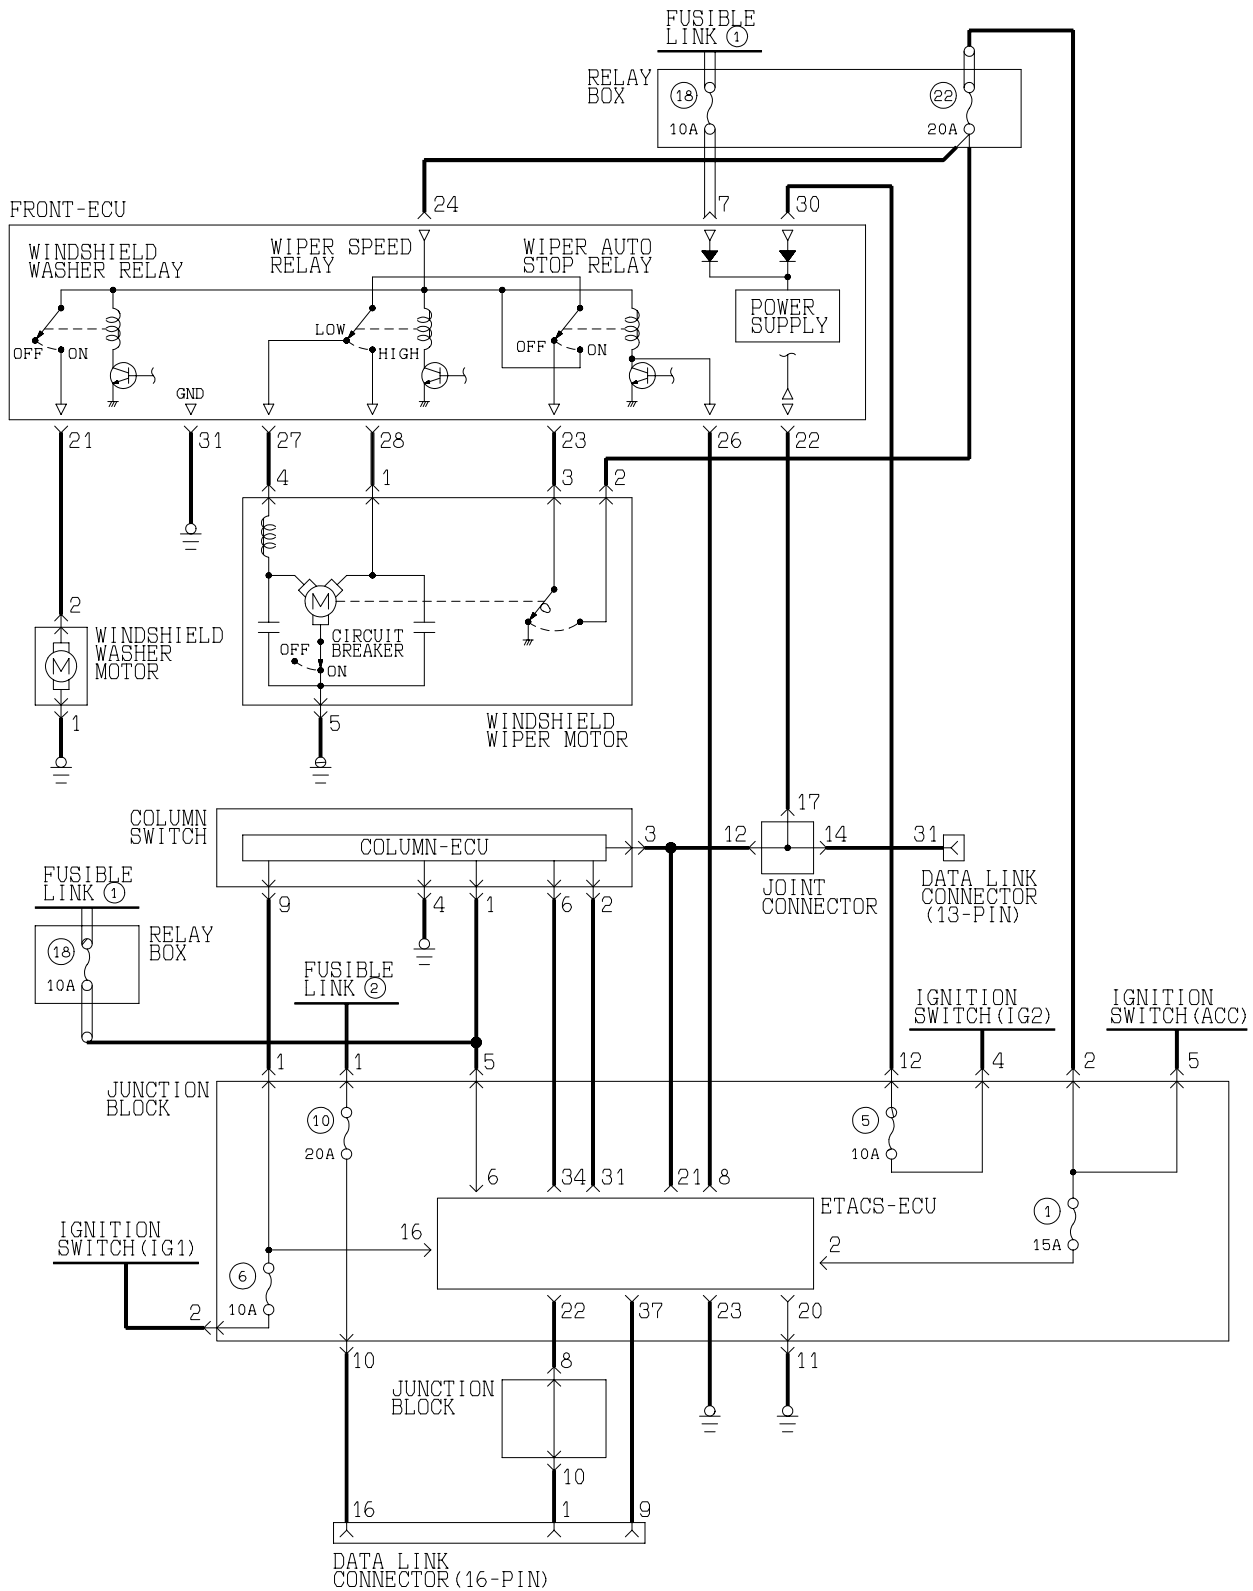 FUSIBLE
LINK ①
RELAY
BOX
⑱
10A
㉒
20A
24
7
30
FRONT-ECU
WINDSHIELD
WASHER RELAY
WIPER SPEED
RELAY
WIPER AUTO
STOP RELAY
POWER
SUPPLY
OFF
ON
LOW
HIGH
OFF
ON
GND
21
31
27
28
23
26
22
4
1
3
2
2
WINDSHIELD
WASHER
MOTOR
M
1
M
CIRCUIT
BREAKER
OFF
ON
5
WINDSHIELD
WIPER MOTOR
COLUMN
SWITCH
COLUMN-ECU
3
12
17
14
31
JOINT
CONNECTOR
DATA LINK
CONNECTOR
(13-PIN)
9
4
1
6
2
FUSIBLE
LINK ①
RELAY
BOX
⑱
10A
FUSIBLE
LINK ②
IGNITION
SWITCH(IG2)
IGNITION
SWITCH(ACC)
1
1
5
12
4
2
5
JUNCTION
BLOCK
⑩
20A
⑤
10A
6
34
31
21
8
ETACS-ECU
①
15A
16
2
IGNITION
SWITCH(IG1)
⑥
10A
2
22
37
23
20
10
8
11
JUNCTION
BLOCK
10
16
1
9
DATA LINK
CONNECTOR(16-PIN)